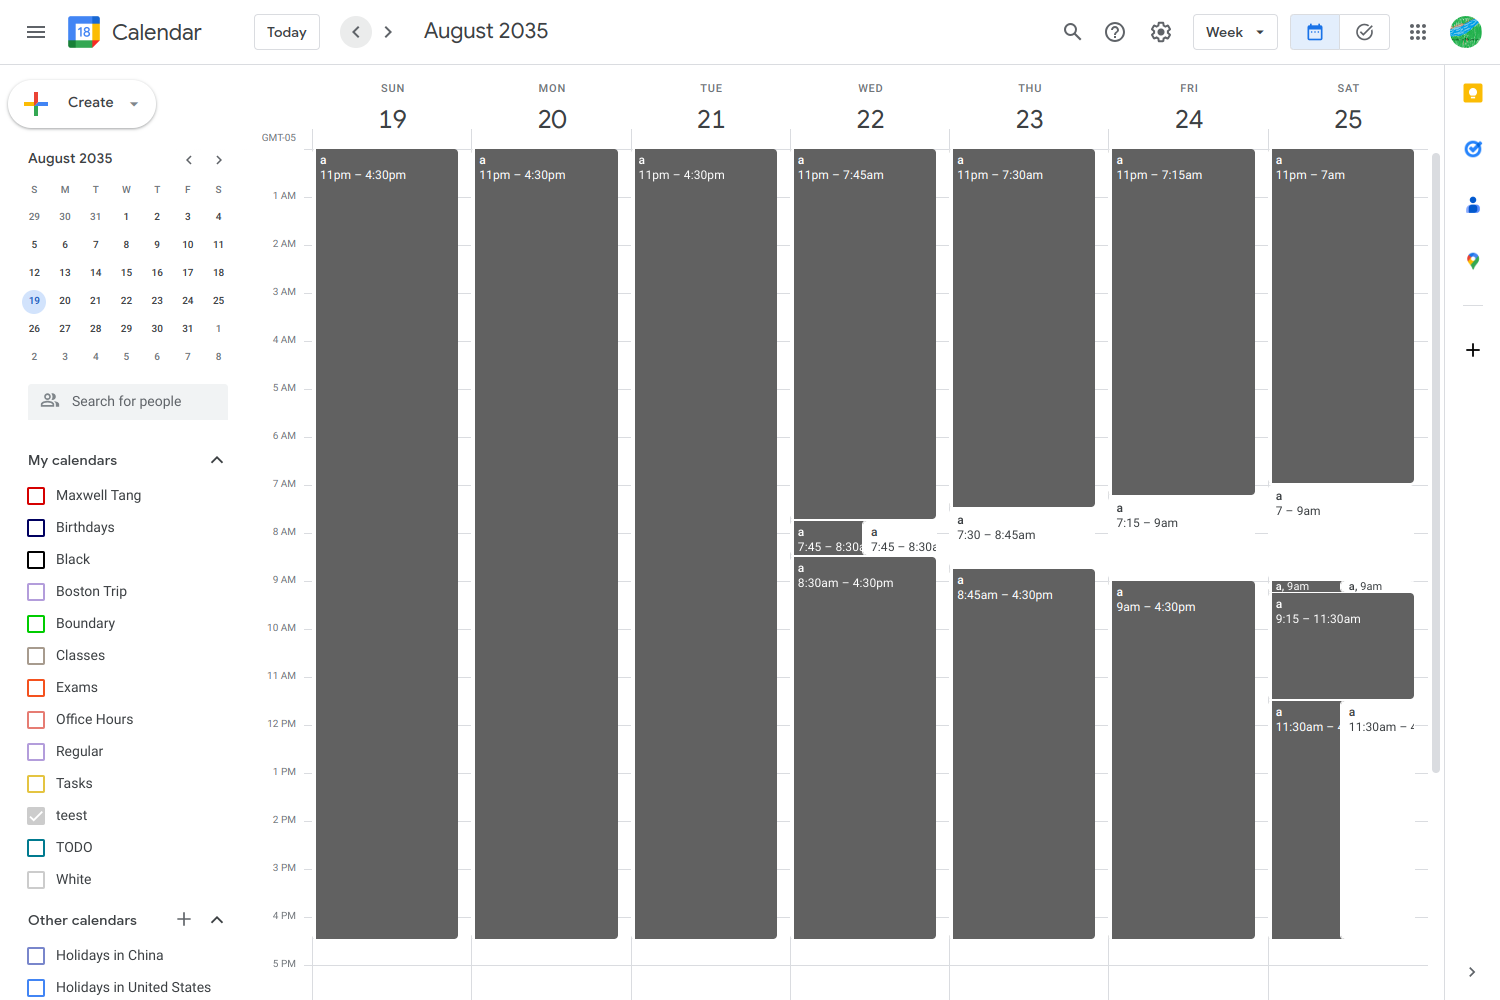 18 Calendar
Today
August 2035
Week
Create
August 2035
S M T W T F S
29 30 31 1 2 3 4
5 6 7 8 9 10 11
12 13 14 15 16 17 18
19 20 21 22 23 24 25
26 27 28 29 30 31 1
2 3 4 5 6 7 8
Search for people
My calendars
Maxwell Tang
Birthdays
Black
Boston Trip
Boundary
Classes
Exams
Office Hours
Regular
Tasks
teest
TODO
White
Other calendars
Holidays in China
Holidays in United States
SUN MON TUE WED THU FRI SAT
19 20 21 22 23 24 25
GMT-05
1 AM
2 AM
3 AM
4 AM
5 AM
6 AM
7 AM
8 AM
9 AM
10 AM
11 AM
12 PM
1 PM
2 PM
3 PM
4 PM
5 PM
a
11pm – 4:30pm
a
11pm – 4:30pm
a
11pm – 4:30pm
a
11pm – 7:45am
a
7:45 – 8:30a
a
7:45 – 8:30a
a
8:30am – 4:30pm
a
11pm – 7:30am
a
7:30 – 8:45am
a
8:45am – 4:30pm
a
11pm – 7:15am
a
7:15 – 9am
a
9am – 4:30pm
a
11pm – 7am
a
7 – 9am
a, 9am
a, 9am
a
9:15 – 11:30am
a
11:30am – 4
a
11:30am – 4